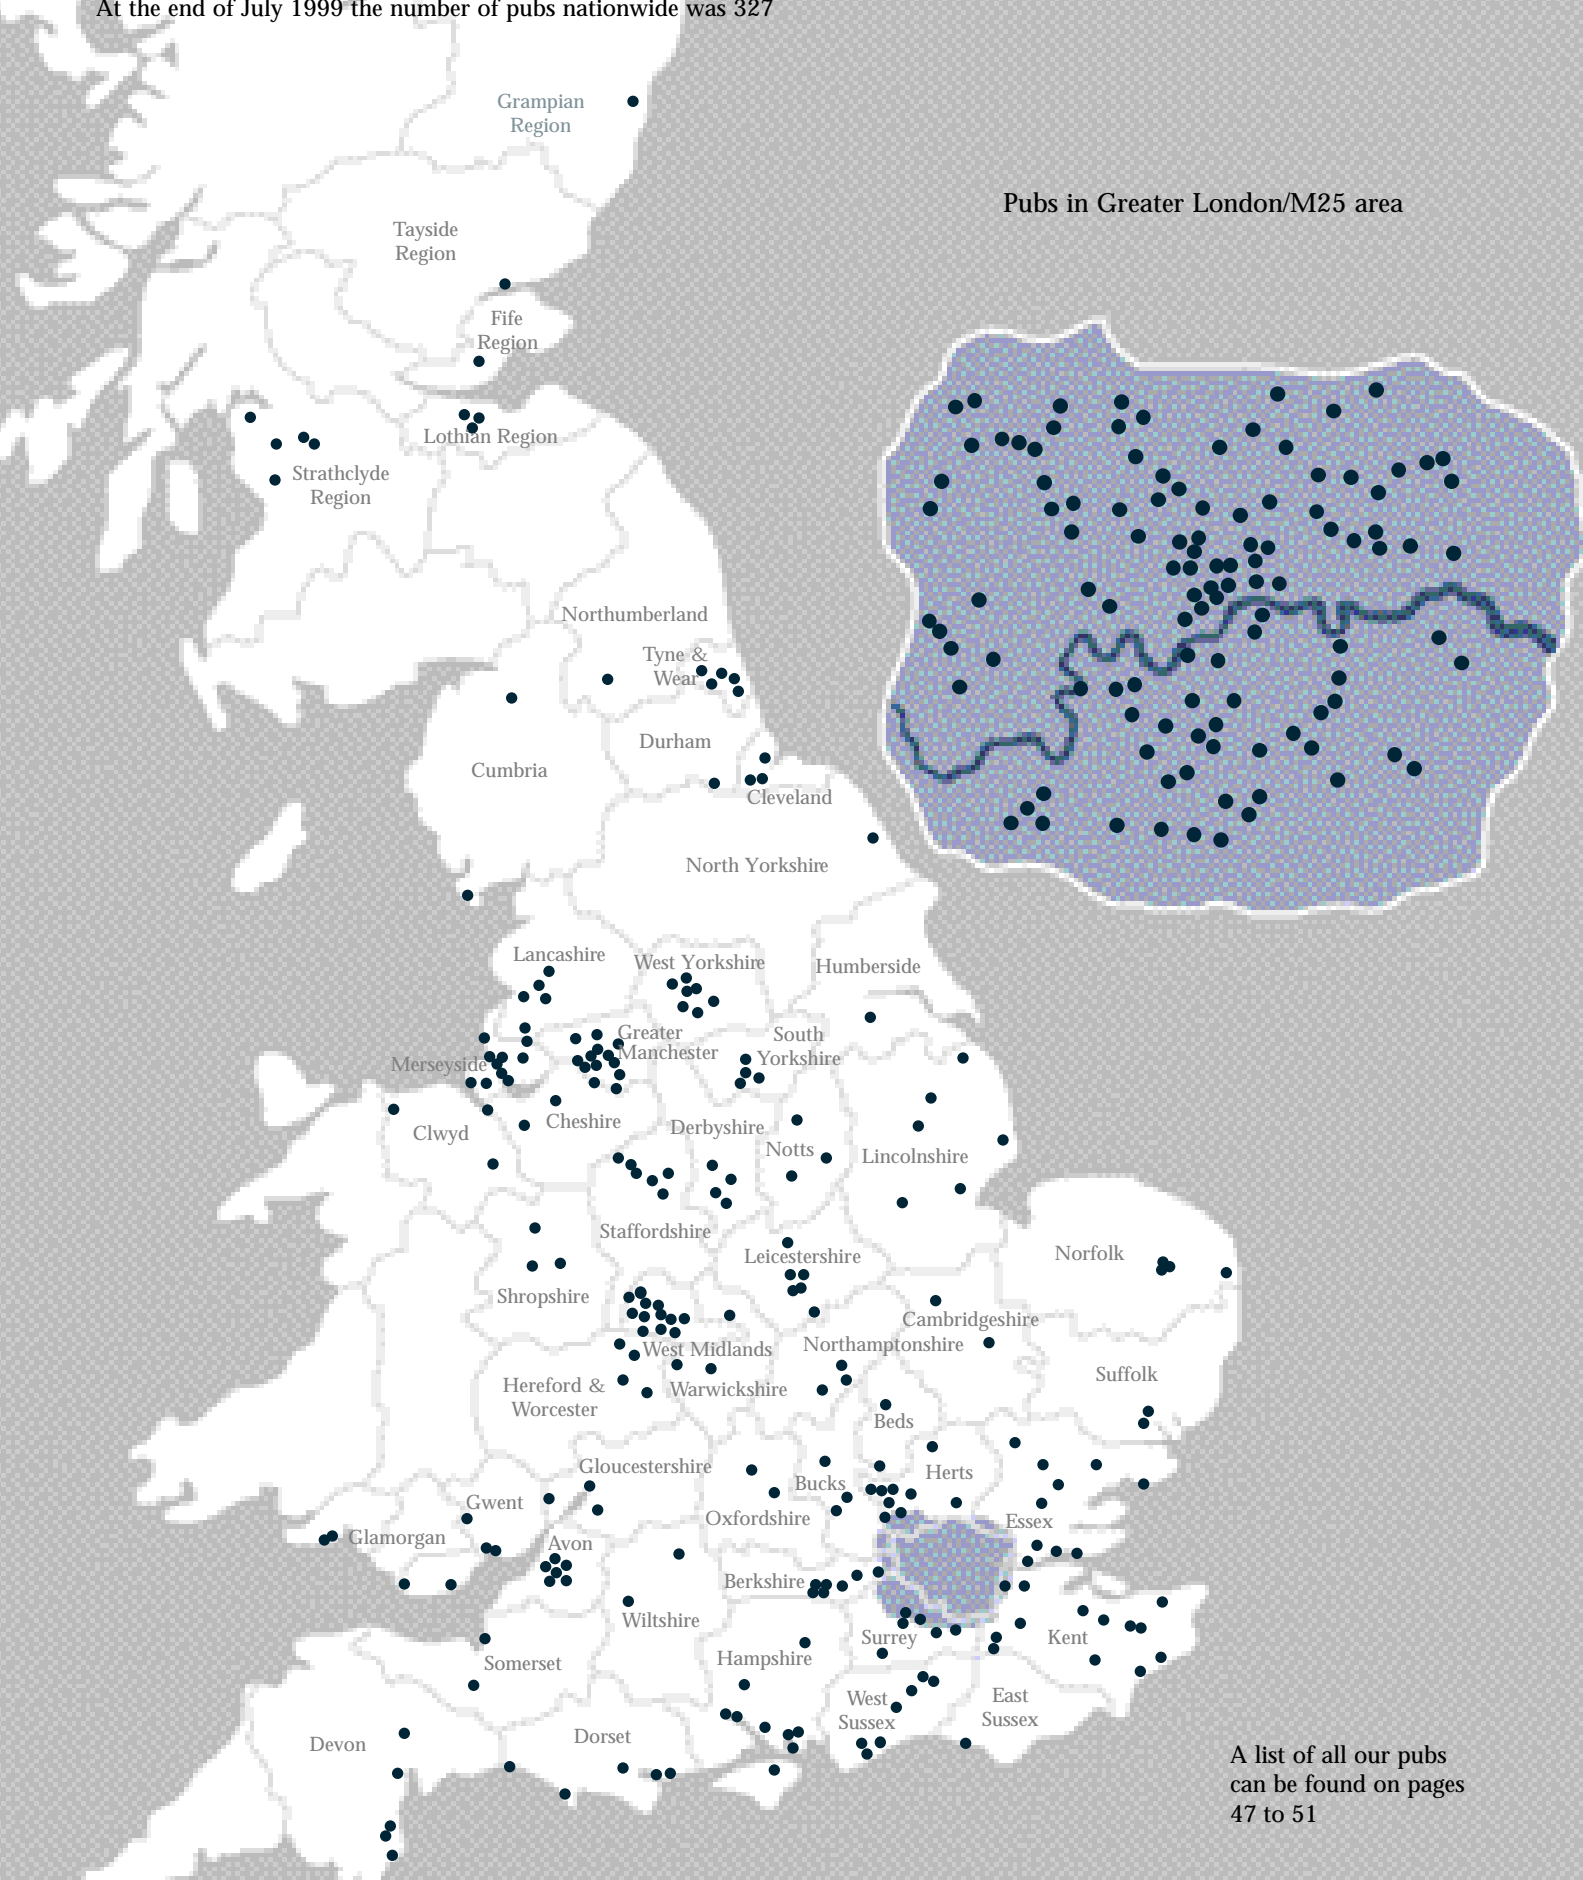 At the end of July 1999 the number of pubs nationwide was 327
Grampian
Region
Pubs in Greater London/M25 area
Tayside
Region
Fife
Region
Lothian Region
Strathclyde
Region
Northumberland
Tyne &
Wear
Durham
Cumbria
Cleveland
North Yorkshire
Lancashire
West Yorkshire
Humberside
Greater
Manchester
South
Yorkshire
Merseyside
Cheshire
Clwyd
Derbyshire
Notts
Lincolnshire
Staffordshire
Leicestershire
Norfolk
Shropshire
Cambridgeshire
Northamptonshire
West Midlands
Suffolk
Hereford &
Worcester
Warwickshire
Beds
Gloucestershire
Herts
Bucks
Gwent
Oxfordshire
Essex
Glamorgan
Avon
Berkshire
Wiltshire
Surrey
Kent
Hampshire
Somerset
West
Sussex
East
Sussex
Dorset
Devon
A list of all our pubs
can be found on pages
47 to 51